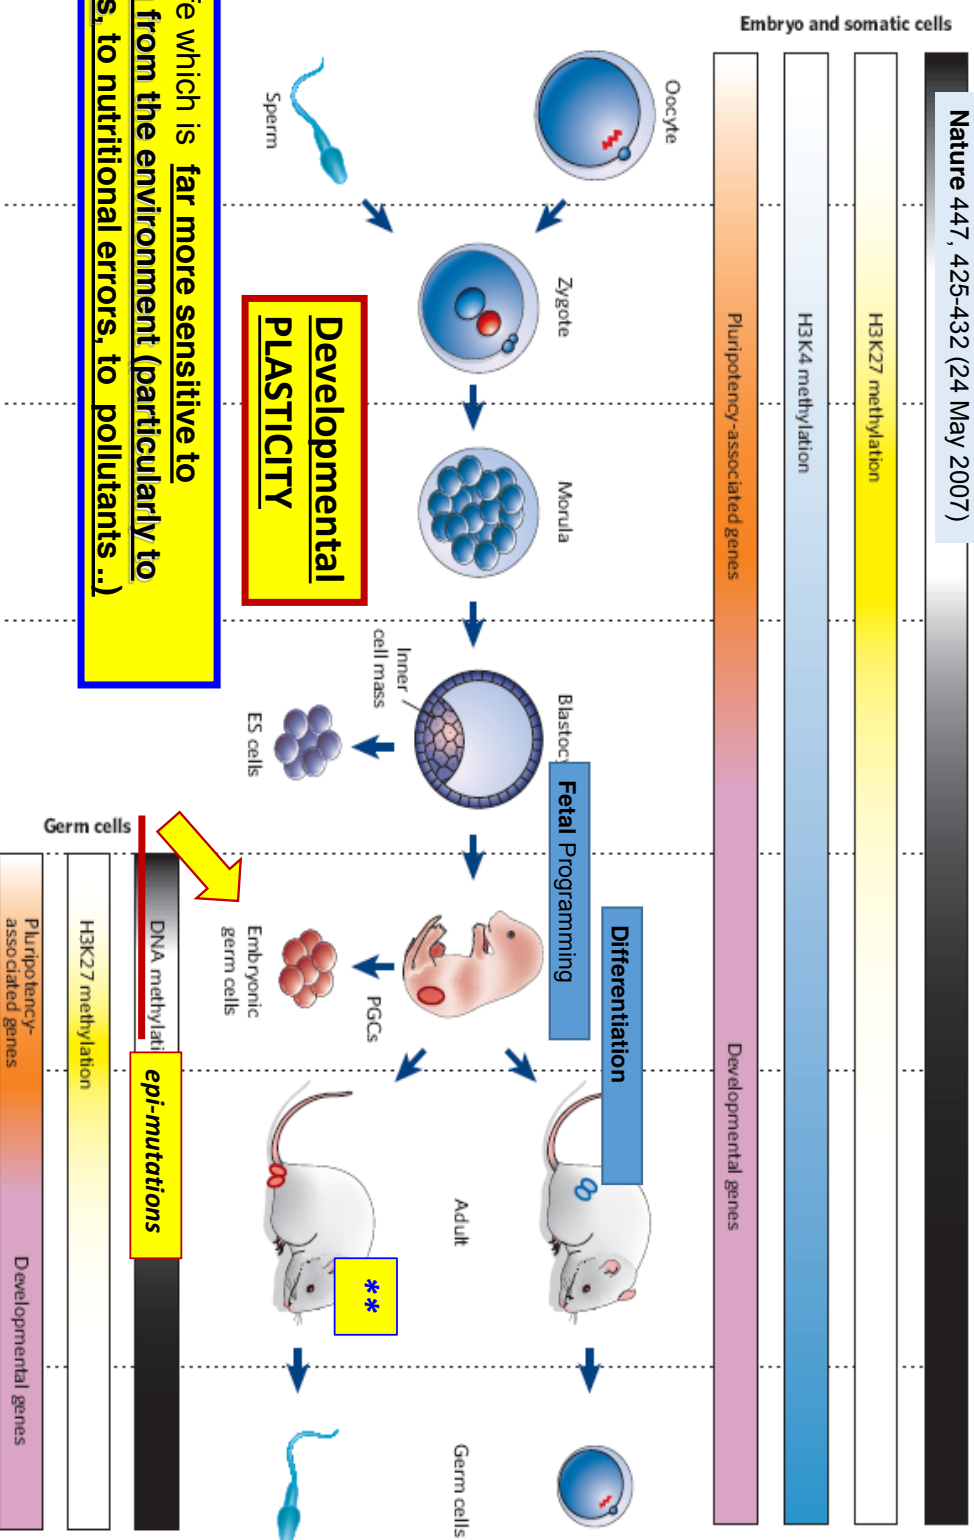 Embryo and somatic cells
Nature 447, 425-432 (24 May 2007)
H3K27 methylation
H3K4 methylation
Pluripotency-associated genes
Developmental genes
Oocyte
Sperm
Zygote
Morula
Blastocy
Inner
cell mass
ES cells
Fetal Programming
Differentiation
PGCs
Embryonic
germ cells
Adult
**
Germ cells
Developmental
PLASTICITY
which is far more sensitive to
from the environment (particularly to
to nutritional errors, to pollutants ..)
Germ cells
DNA methylati
epi-mutations
H3K27 methylation
Pluripotency-
associated genes
Developmental genes